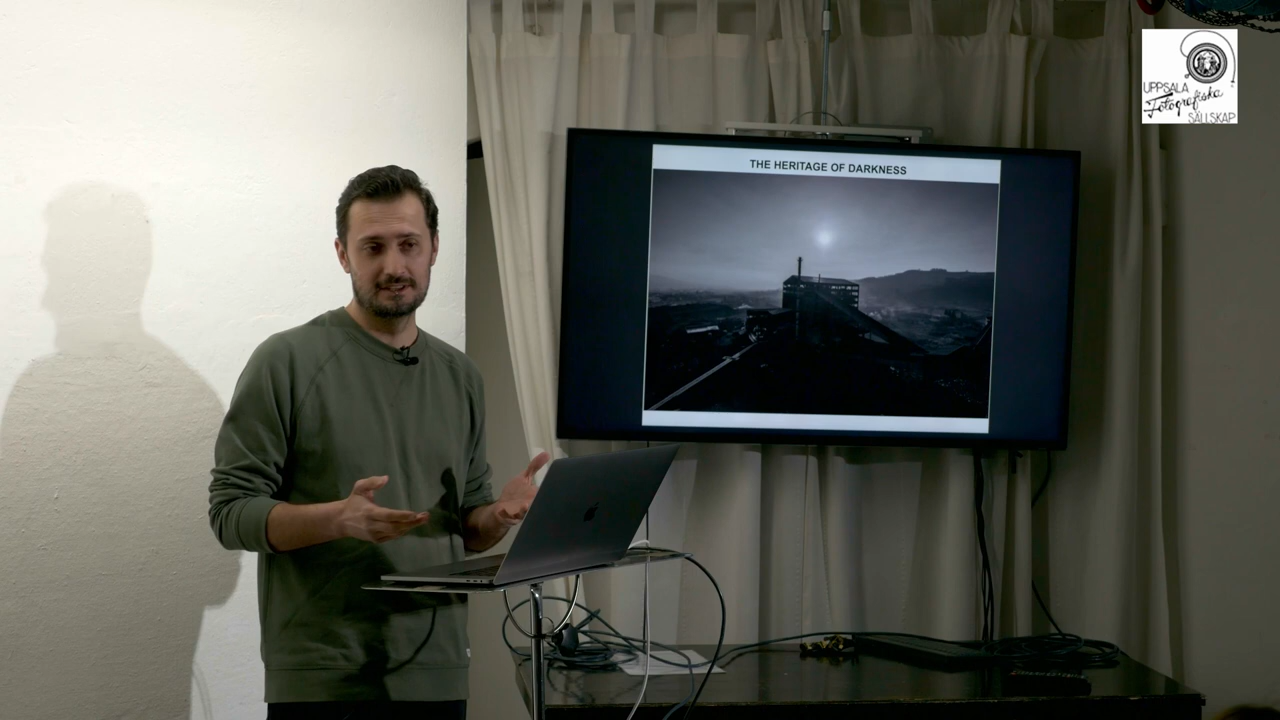 THE HERITAGE OF DARKNESS
UPPSALA
Fotografiska
SÄLLSKAP